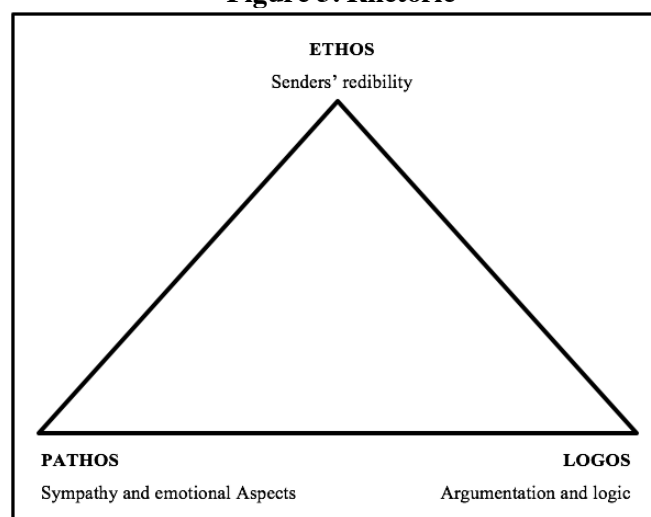 Figure 3: Rhetoric
ETHOS
Senders' redibility
PATHOS
LOGOS
Sympathy and emotional Aspects
Argumentation and logic